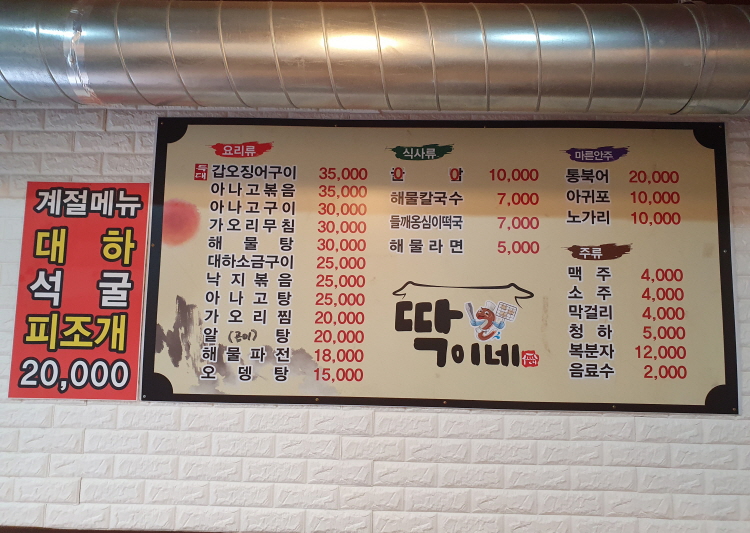 계절메뉴
대 하
석 굴
피조개
20,000
요리류
특대 갑오징어구이 35,000
아나고볶음 35,000
아나고구이 30,000
가오리무침 30,000
해물탕 30,000
대하소금구이 25,000
낙지볶음 25,000
아나고탕 25,000
가오리찜 20,000
알(고니)탕 20,000
해물파전 18,000
오뎅탕 15,000
식사류
10,000
해물칼국수 7,000
들깨옹심이떡국 7,000
해물라면 5,000
딱이네
마른안주
통북어 20,000
아귀포 10,000
노가리 10,000
주류
맥주 4,000
소주 4,000
막걸리 4,000
청하 5,000
복분자 12,000
음료수 2,000